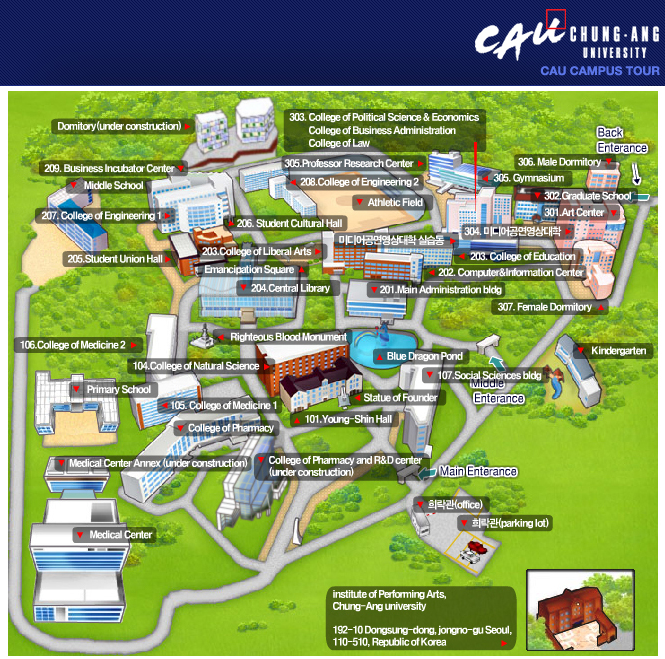 CAU CHUNG-ANG
UNIVERSITY
CAU CAMPUS TOUR
303. College of Political Science & Economics
College of Business Administration
College of Law
Domitory(under construction)
Back
Enterance
305.Professor Research Center
306. Male Dormitory
209. Business Incubator Center
208.College of Engineering 2
305. Gymnasium
Middle School
302.Graduate School
Athletic Field
301.Art Center
207. College of Engineering 1
206. Student Cultural Hall
304. 미디어공연영상대학
미디어공연영상대학 실습동
203.College of Liberal Arts
203. College of Education
205.Student Union Hall
Emancipation Square
202. Computer&Information Center
204.Central Library
201.Main Administration bldg
307. Female Dormitory
Righteous Blood Monument
106.College of Medicine 2
Kindergarten
Blue Dragon Pond
104.College of Natural Science
107.Social Sciences bldg
Middle
Enterance
Primary School
Statue of Founder
105. College of Medicine 1
101.Young-Shin Hall
College of Pharmacy
Medical Center Annex (under construction)
College of Pharmacy and R&D center
(under construction)
Main Enterance
희락관(office)
희락관(parking lot)
Medical Center
institute of Performing Arts,
Chung-Ang university
192-10 Dongsung-dong, jongno-gu Seoul,
110-510, Republic of Korea